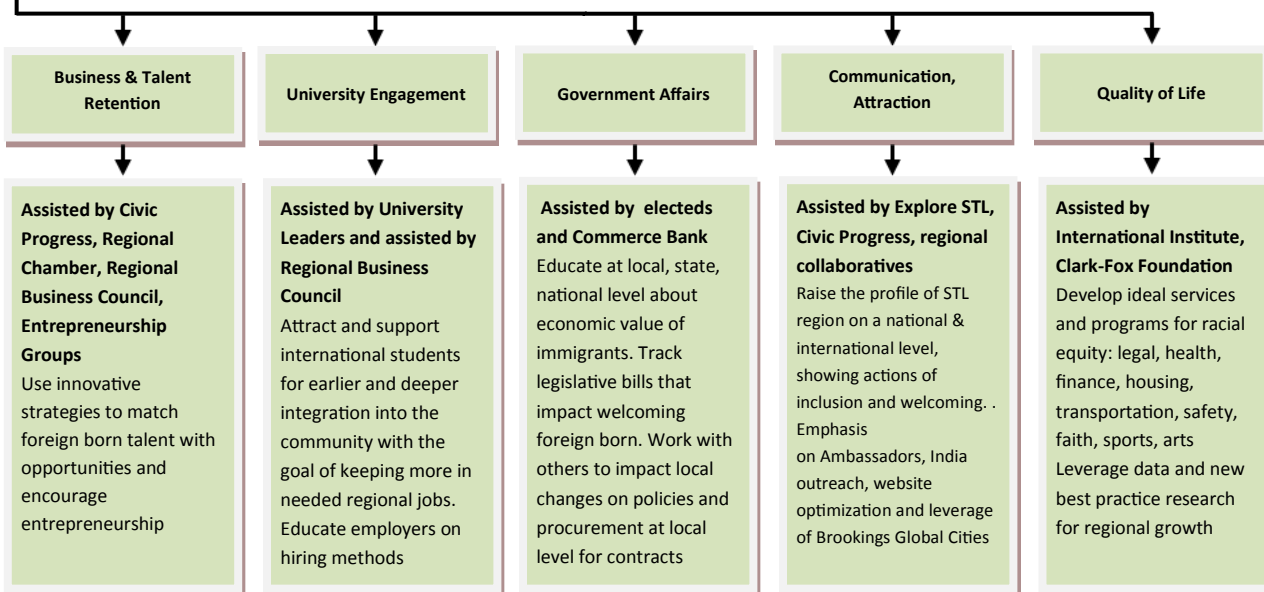 Business & Talent
Retention
University Engagement
Government Affairs
Communication,
Attraction
Quality of Life
Assisted by Civic
Progress, Regional
Chamber, Regional
Business Council,
Entrepreneurship
Groups
Use innovative
strategies to match
foreign born talent with
opportunities and
encourage
entrepreneurship
Assisted by University
Leaders and assisted by
Regional Business
Council
Attract and support
international students
for earlier and deeper
integration into the
community with the
goal of keeping more in
needed regional jobs.
Educate employers on
hiring methods
Assisted by electeds
and Commerce Bank
Educate at local, state,
national level about
economic value of
immigrants. Track
legislative bills that
impact welcoming
foreign born. Work with
others to impact local
changes on policies and
procurement at local
level for contracts
Assisted by Explore STL,
Civic Progress, regional
collaboratives
Raise the profile of STL
region on a national &
international level,
showing actions of
inclusion and welcoming. .
Emphasis
on Ambassadors, India
outreach, website
optimization and leverage
of Brookings Global Cities
Assisted by
International Institute,
Clark-Fox Foundation
Develop ideal services
and programs for racial
equity: legal, health,
finance, housing,
transportation, safety,
faith, sports, arts
Leverage data and new
best practice research
for regional growth